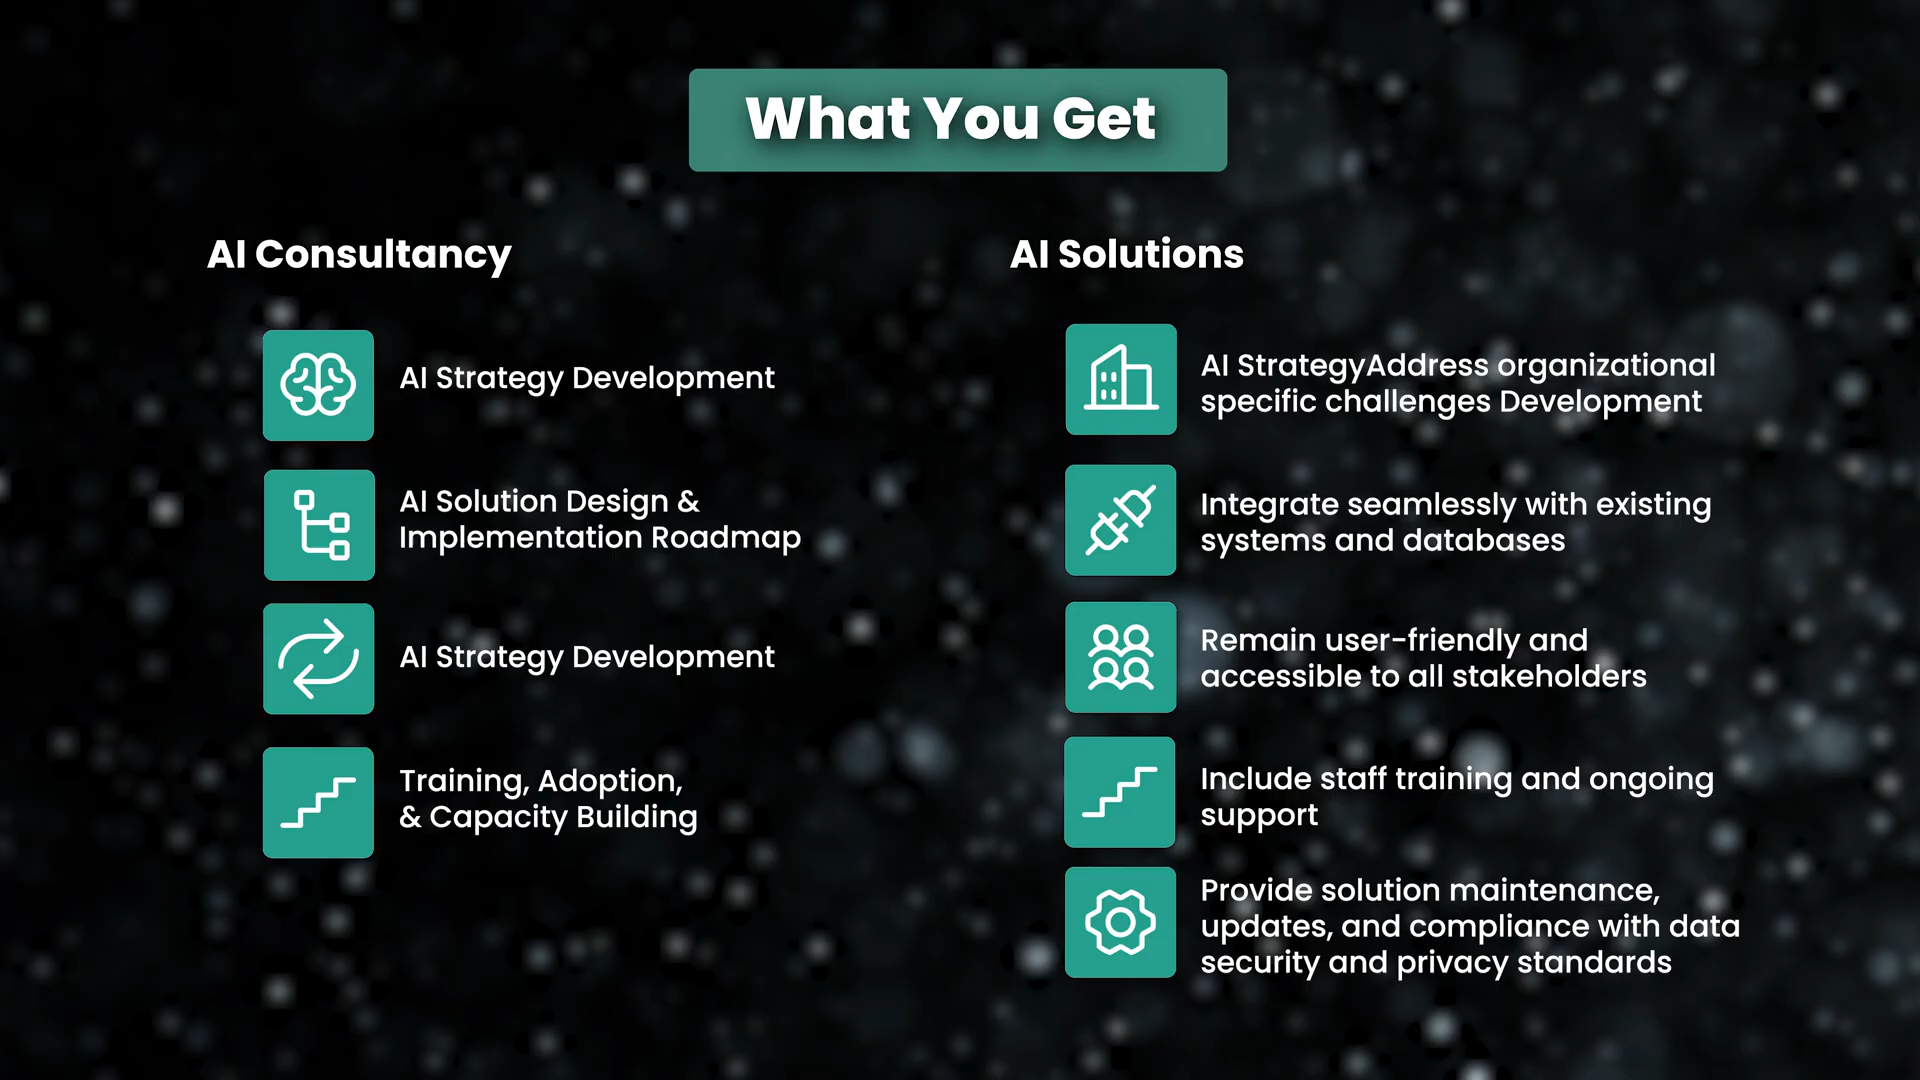 What You Get
AI Consultancy
AI Strategy Development
AI Solution Design &
Implementation Roadmap
AI Strategy Development
Training, Adoption,
& Capacity Building
AI Solutions
AI StrategyAddress organizational
specific challenges Development
Integrate seamlessly with existing
systems and databases
Remain user-friendly and
accessible to all stakeholders
Include staff training and ongoing
support
Provide solution maintenance,
updates, and compliance with data
security and privacy standards